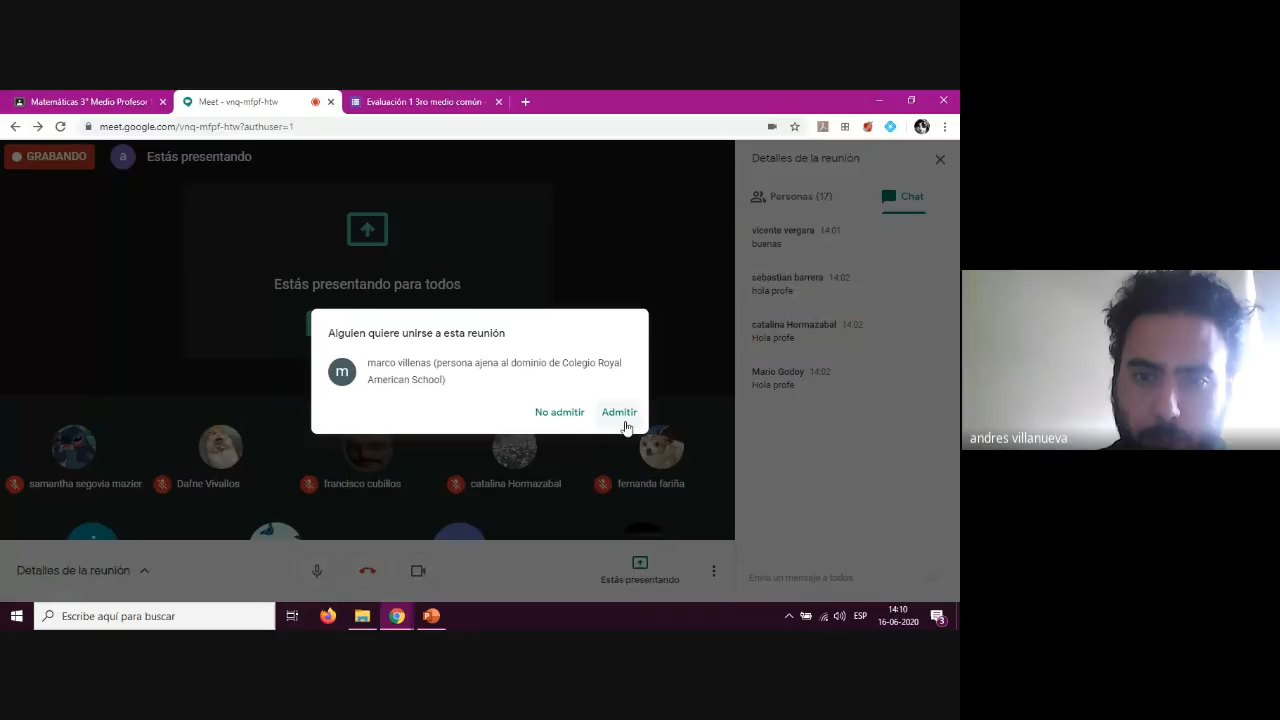 Matemáticas 3° Medio Profesor
Meet - vnq-mfpf-htw
Evaluación 1 3ro medio común -
meet.google.com/vnq-mfpf-htw?authuser=1
GRABANDO
a
Estás presentando
Detalles de la reunión
Personas (17)
Chat
vicente vergara 14:01
buenas
sebastian barrera 14:02
hola profe
catalina Hormazabal 14:02
Hola profe
Mario Godoy 14:02
Hola profe
Estás presentando para todos
Alguien quiere unirse a esta reunión
m
marco villenas (persona ajena al dominio de Colegio Royal
American School)
No admitir
Admitir
samantha segovia mazier
Dafne Vivallos
francisco cubillos
catalina Hormazabal
fernanda fariña
andres villanueva
Detalles de la reunión
Estás presentando
Envía un mensaje a todos
Escribe aquí para buscar
ESP
14:10
16-06-2020
3